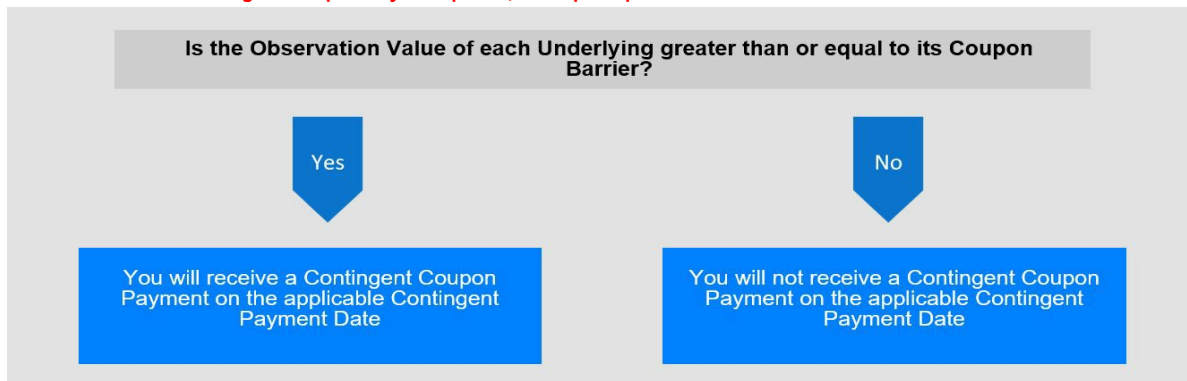 Is the Observation Value of each Underlying greater than or equal to its Coupon
Barrier?
Yes
No
You will receive a Contingent Coupon
Payment on the applicable Contingent
Payment Date
You will not receive a Contingent Coupon
Payment on the applicable Contingent
Payment Date